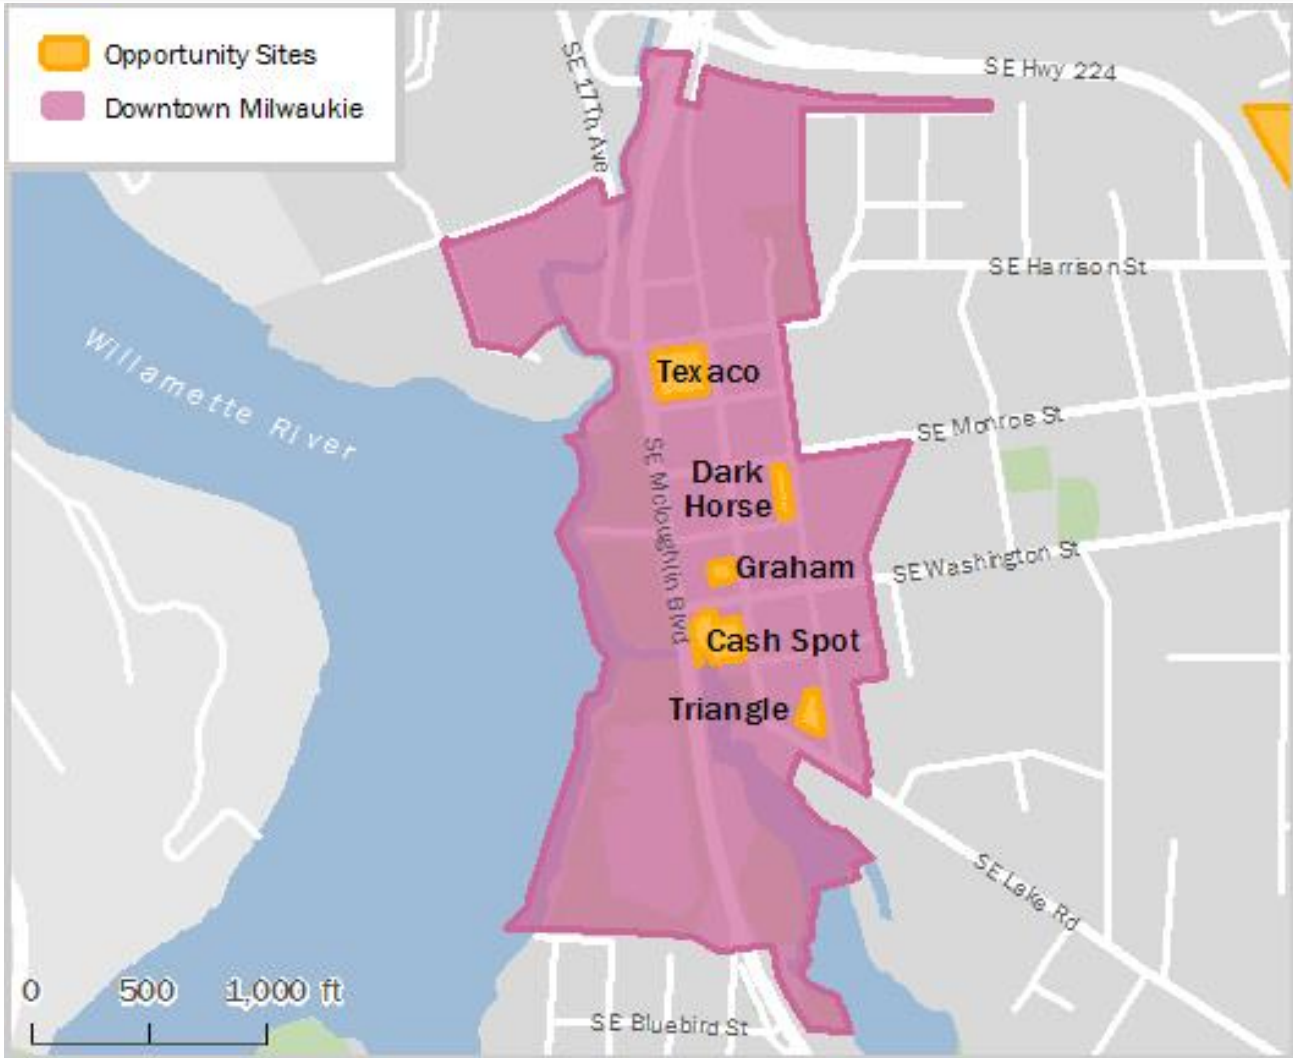 Opportunity Sites
Downtown Milwaukie
SE 17Th Ave
SE Hwy 224
SE Harrison St
Willamette River
Texaco
SE Monroe St
SE Mcloughlin Blvd
Dark
Horse
Graham
SE Washington St
Cash Spot
Triangle
SE Lake Rd
0 500 1,000 ft
SE Bluebird St